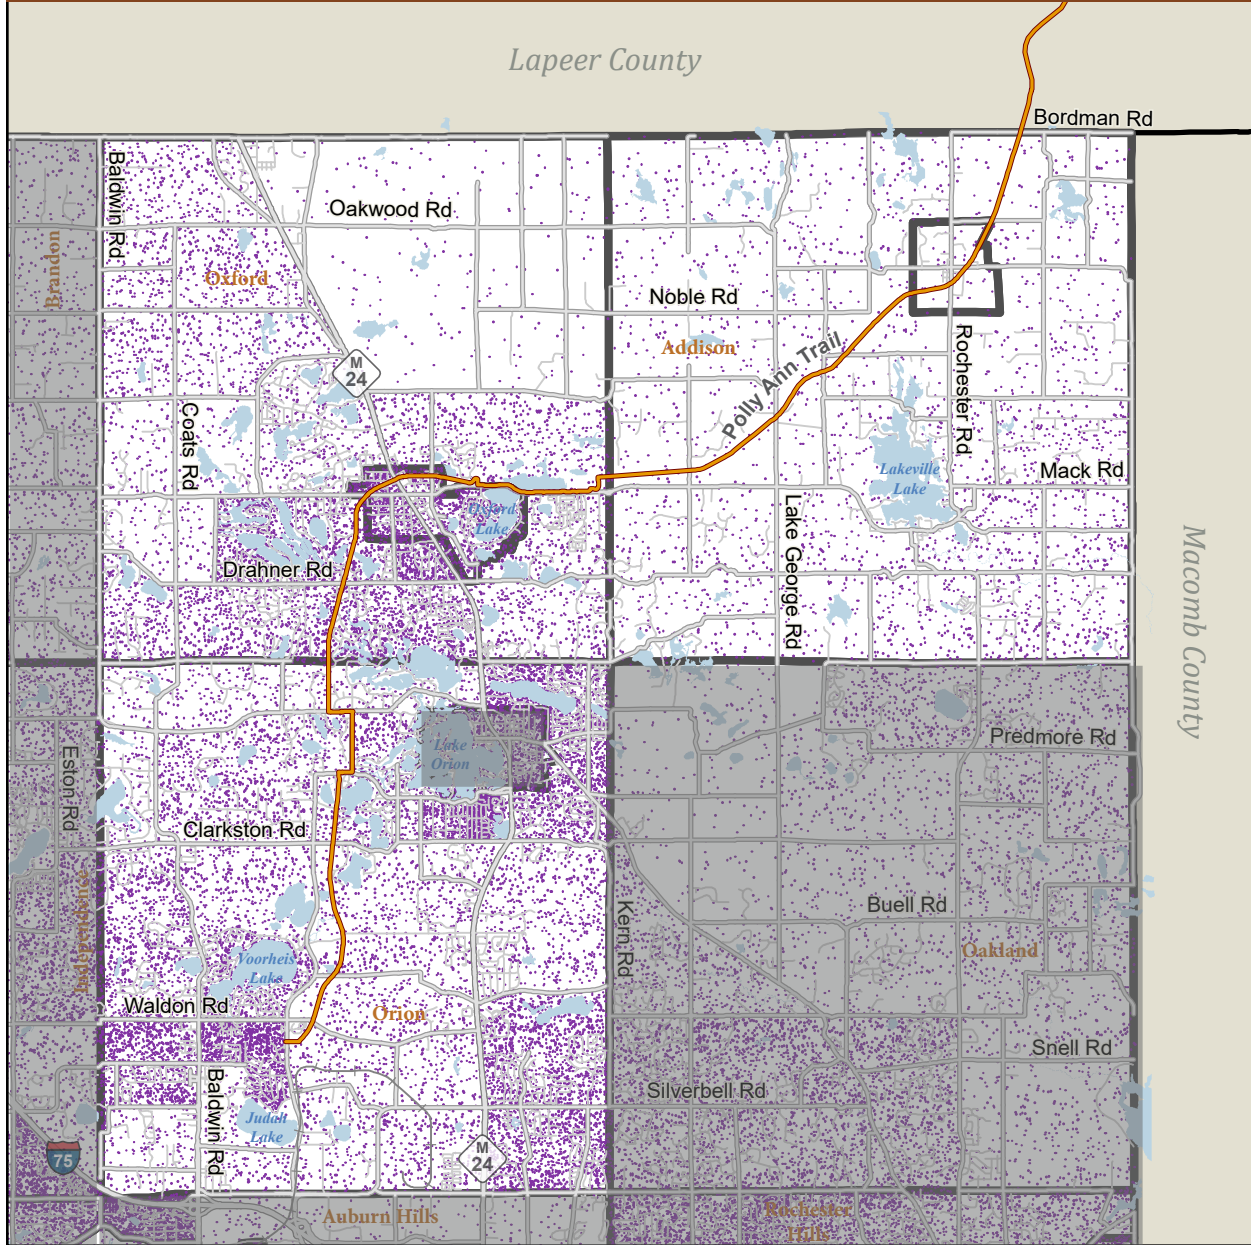 Lapeer County
Bordman Rd
Baldwin Rd
Oakwood Rd
Brandon
Oxford
Noble Rd
Addison
Polly Ann Trail
Rochester Rd
M
24
Coats Rd
Lakeville
Lake
Mack Rd
Oxford
Lake
Lake George Rd
Macomb County
Drahner Rd
Eston Rd
Lake
Orion
Predmore Rd
Clarkston Rd
Independence
Kern Rd
Buell Rd
Oakland
Voorheis
Lake
Waldon Rd
Orion
Snell Rd
Baldwin Rd
Silverbell Rd
Judah
Lake
M
24
75
Auburn Hills
Rochester
Hills